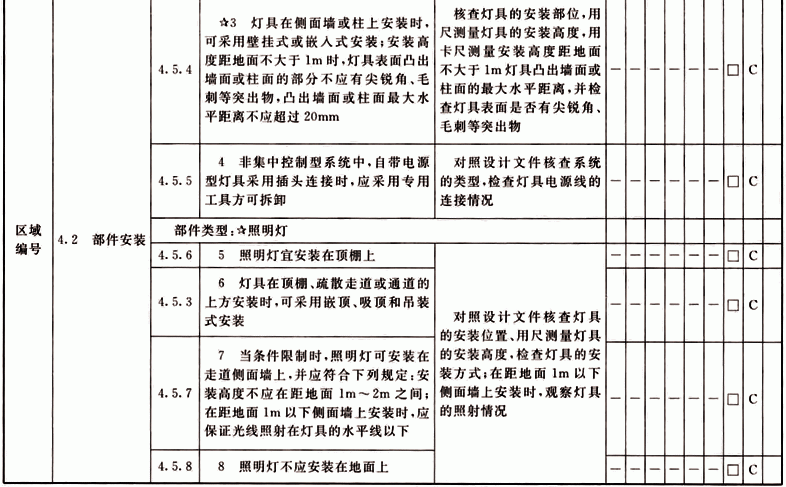 ☆3 灯具在侧面墙或柱上安装时,
可采用壁挂式或嵌入式安装;安装高
度距地面不大于1m时,灯具表面凸出
墙面或柱面的部分不应有尖锐角、毛
刺等突出物,凸出墙面或柱面最大水
平距离不应超过20mm
4.5.4
核查灯具的安装部位,用
尺测量灯具的安装高度,用
卡尺测量安装高度距地面
不大于1m灯具凸出墙面或
柱面的最大水平距离,并检
查灯具表面是否有尖锐角、
毛刺等突出物
— — — — — — □ C
4.5.5
4 非集中控制型系统中,自带电源
型灯具采用插头连接时,应采用专用
工具方可拆卸
对照设计文件核查系统
的类型,检查灯具电源线的
连接情况
— — — — — — □ C
区域
编号
4.2 部件安装
部件类型:☆照明灯
4.5.6
5 照明灯宜安装在顶棚上
— — — — — — □ C
4.5.3
6 灯具在顶棚、疏散走道或通道的
上方安装时,可采用嵌顶、吸顶和吊装
式安装
— — — — — — □ C
对照设计文件核查灯具
的安装位置、用尺测量灯具
的安装高度,检查灯具的安
装方式;在距地面1m以下
侧面墙上安装时,观察灯具
的照射情况
4.5.7
7 当条件限制时,照明灯可安装在
走道侧面墙上,并应符合下列规定;安
装高度不应在距地面1m~2m之间;
在距地面1m以下侧面墙上安装时,应
保证光线照射在灯具的水平线以下
— — — — — — □ C
4.5.8
8 照明灯不应安装在地面上
— — — — — — □ C